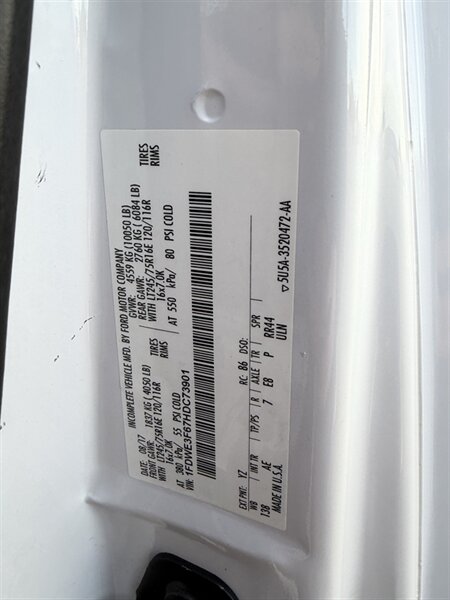 INCOMPLETE VEHICLE MFD. BY FORD MOTOR COMPANY
08/17 GVWR: 4559 KG (10050 LB)
FRONT GAWR: 1837 KG (4050 LB) REAR GAWR: 2760 KG (6084 LB)
WITH LT245/75R16E 120/116R TIRES WITH LT245/75R16E 120/116R TIRES
16x7.0K RIMS 16x7.0K RIMS
AT 380 kPa/ 55 PSI COLD AT 550 kPa/ 80 PSI COLD
VIN: 1FDWE3F67HDC73901
EXT PNT: YZ RC: B6 DSO:
WB INT TR TP/PS R AXLE TR SPR
138 AE 7 E8 P RR44
MADE IN U.S.A. ULN
▽ 5U5A-3520472-AA